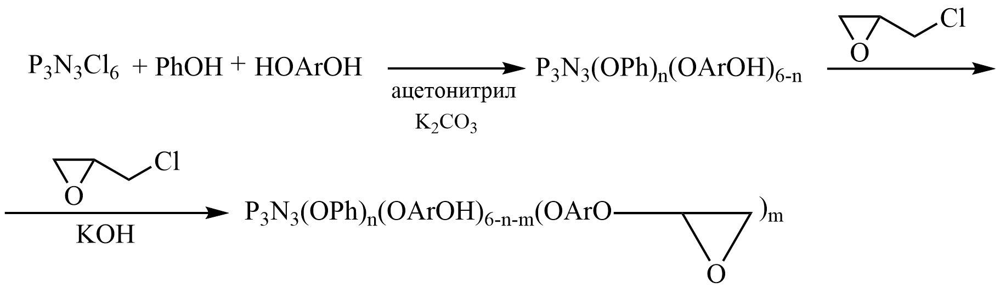 Cl
O
P₃N₃Cl₆ + PhOH + HOArOH P₃N₃(OPh)ₙ(OArOH)₆₋ₙ
ацетонитрил
K₂CO₃
Cl
O
KOH
P₃N₃(OPh)ₙ(OArOH)₆₋ₙ₋ₘ(OArO )ₘ
O